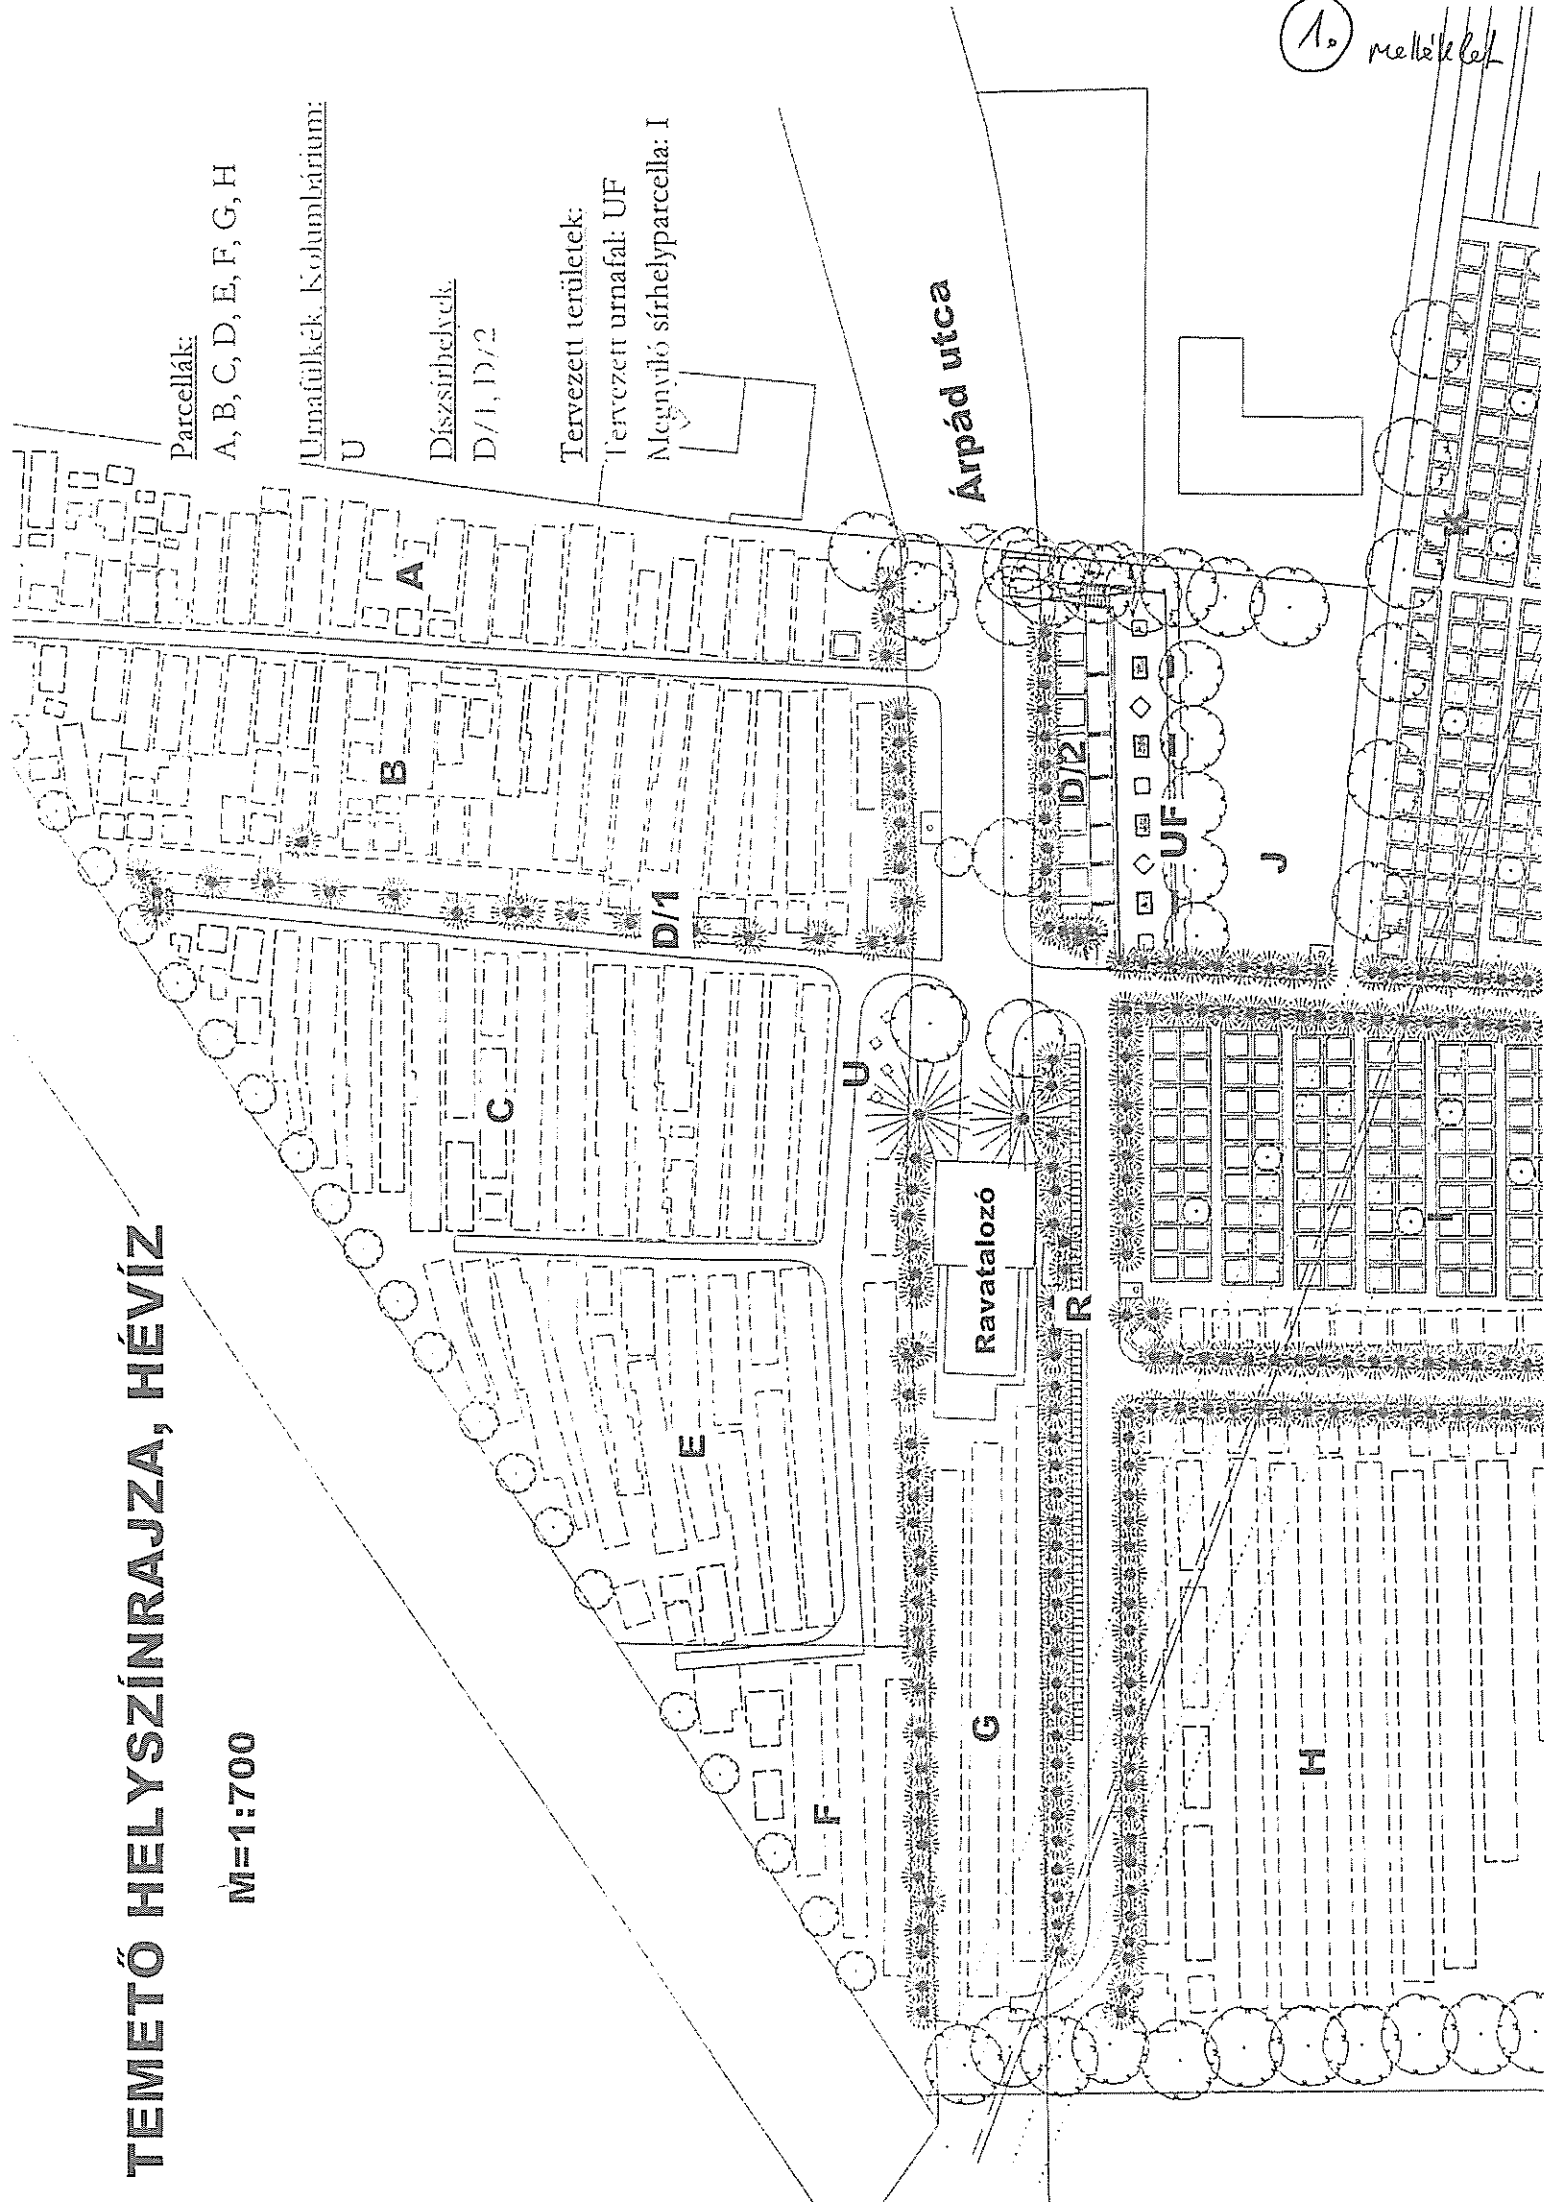 1. melléklet
TEMETŐ HELYSZÍNRAJZA, HÉVÍZ
M=1:700
Parcellák:
A, B, C, D, E, F, G, H
Urnafülkék, Kolumbárium:
U
Díszsírhelyek
D/1, D/2
Tervezett területek:
Tervezett urnafal: UF
Megnyíló sírhelyparcella: I
Árpád utca
A
B
D/1
C
U
E
F
Ravatalozó
R
G
D/2
UF
J
K
I
H